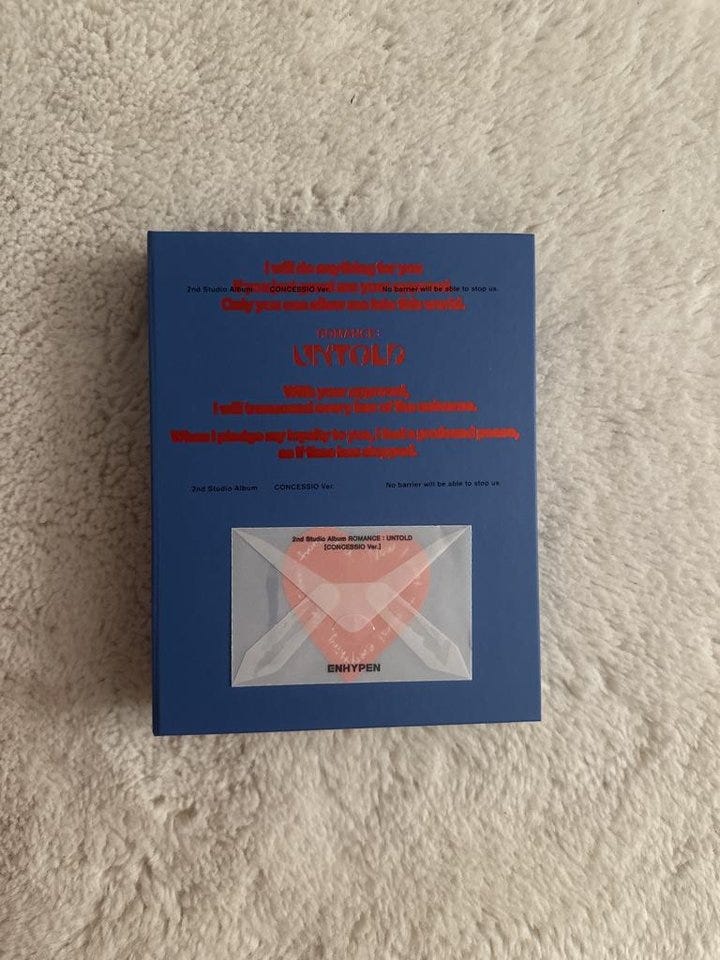 I will do anything for you
2nd Studio Album CONCESSIO Ver. No barrier will be able to stop us.
Only you can allow me into this world.
ROMANCE:
UNTOLD
With your approval,
I will transcend every law of the universe.
When I pledge my loyalty to you, I feel a profound peace,
as if time has stopped.
2nd Studio Album CONCESSIO Ver. No barrier will be able to stop us.
2nd Studio Album ROMANCE : UNTOLD
[CONCESSIO Ver.]
ENHYPEN